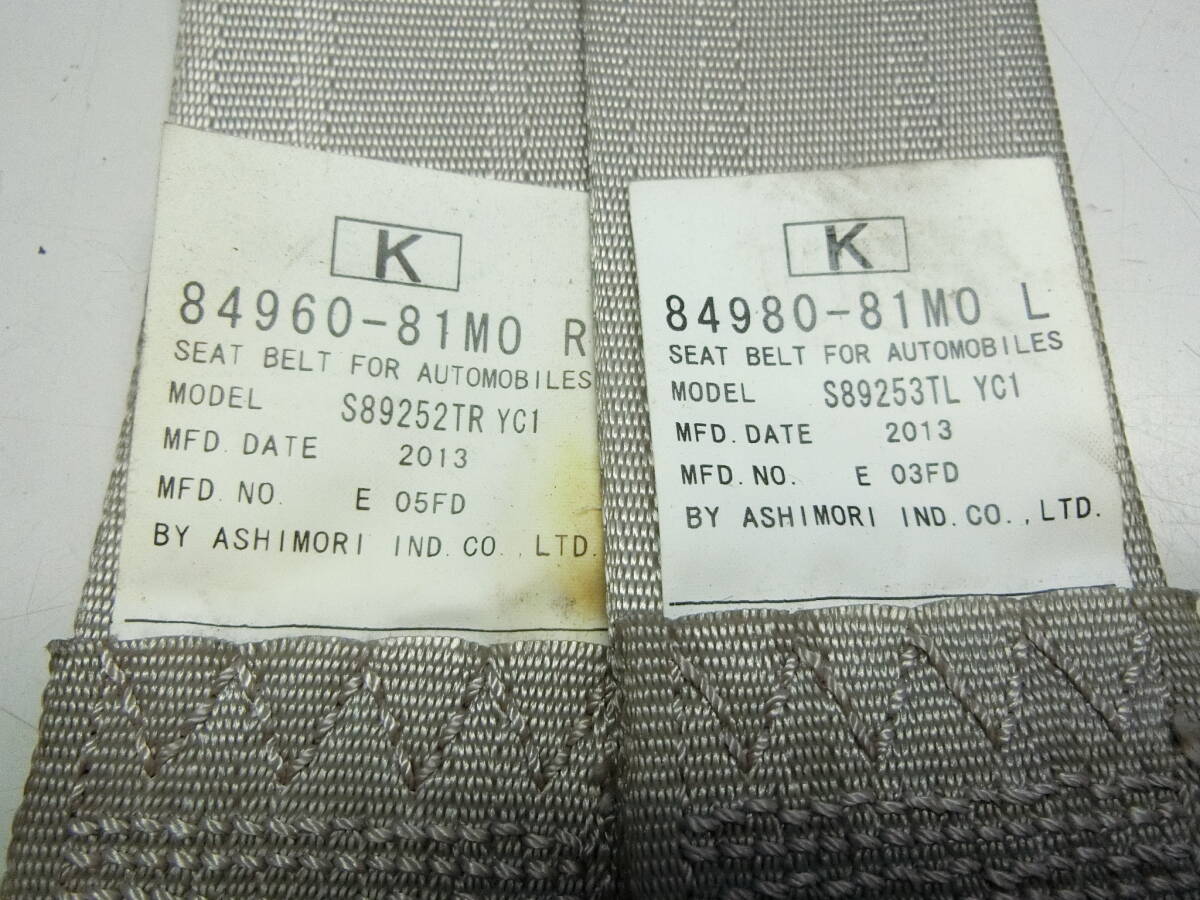 K
84960-81M0 R
SEAT BELT FOR AUTOMOBILES
MODEL S89252TR YC1
MFD. DATE 2013
MFD. NO. E 05FD
BY ASHIMORI IND. CO., LTD.
K
84980-81M0 L
SEAT BELT FOR AUTOMOBILES
MODEL S89253TL YC1
MFD. DATE 2013
MFD. NO. E 03FD
BY ASHIMORI IND. CO., LTD.